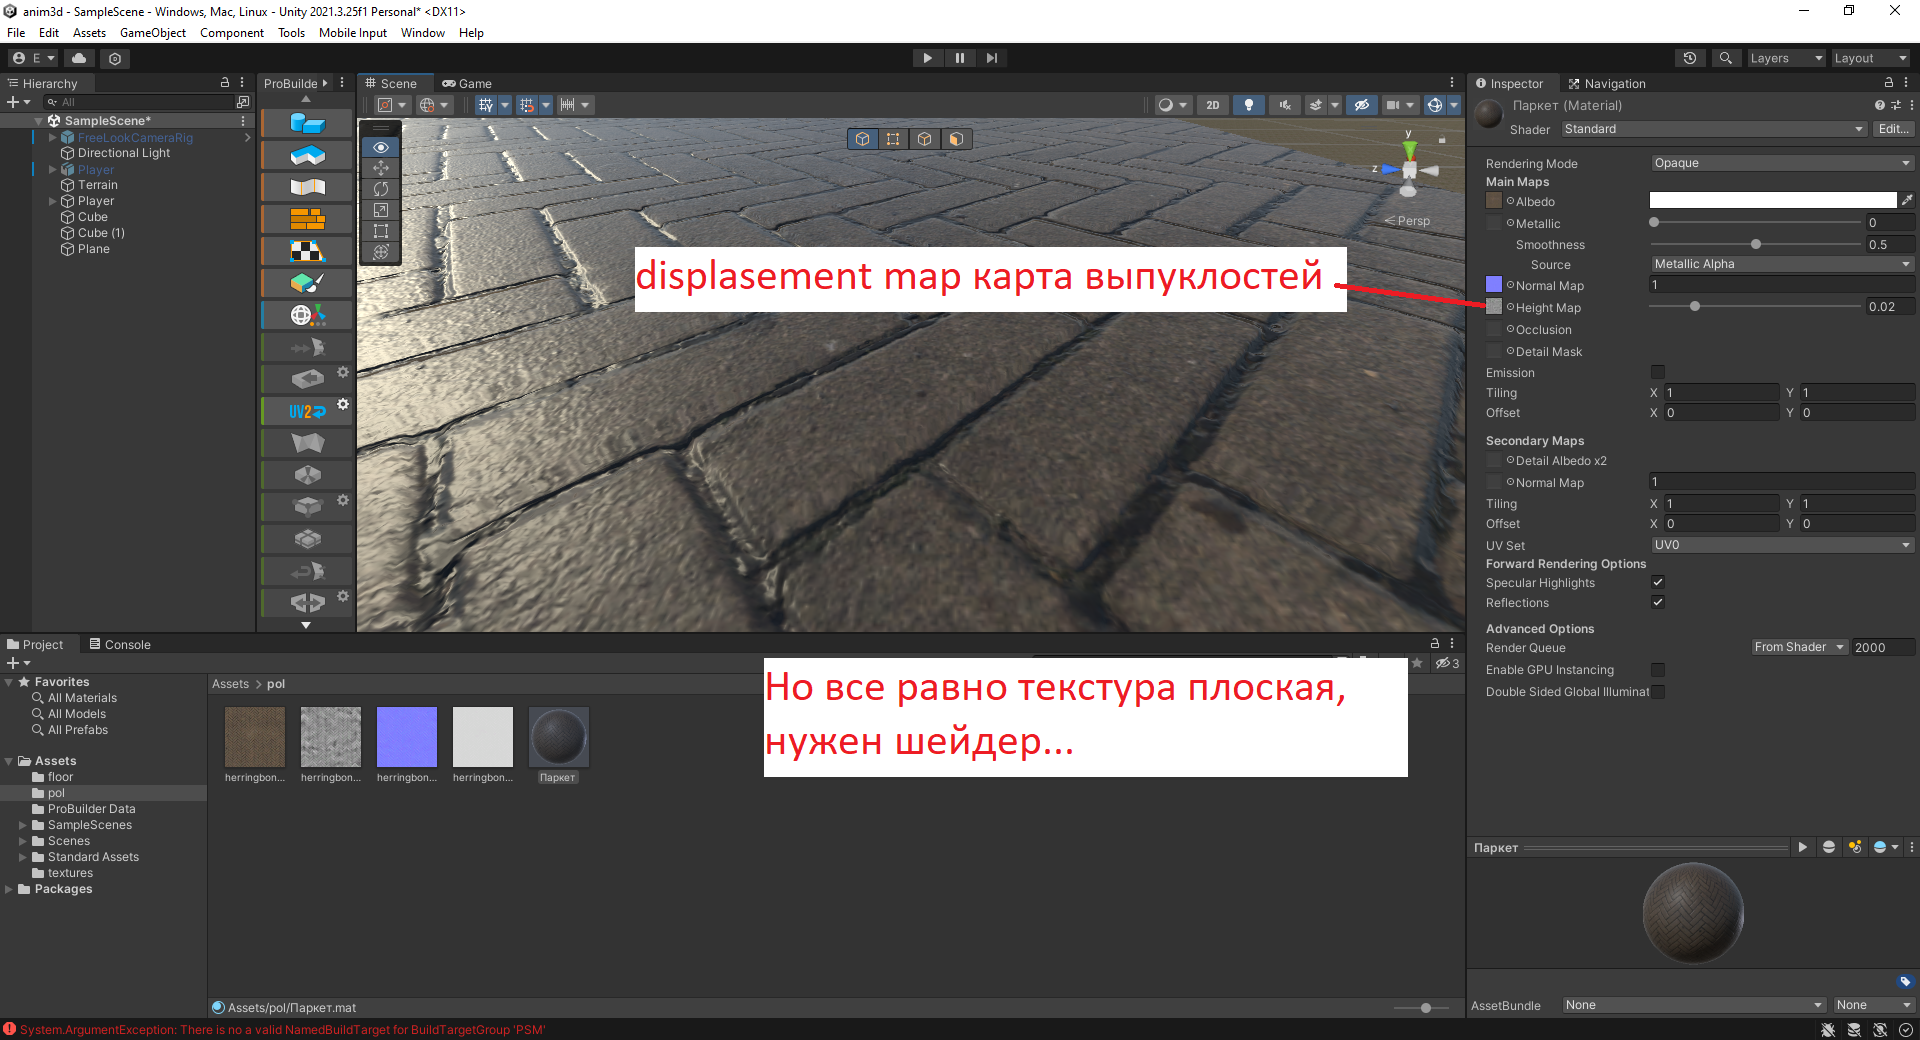 anim3d - SampleScene - Windows, Mac, Linux - Unity 2021.3.25f1 Personal* <DX11>
File Edit Assets GameObject Component Tools Mobile Input Window Help
E
Layers Layout
Hierarchy
All
SampleScene*
FreeLookCameraRig
Directional Light
Player
Terrain
Player
Cube
Cube (1)
Plane
ProBuilde
UV2
Scene Game
2D
y
z
Persp
displasement map карта выпуклостей
Inspector Navigation
Паркет (Material)
Shader Standard Edit...
Rendering Mode Opaque
Main Maps
Albedo
Metallic 0
Smoothness 0.5
Source Metallic Alpha
Normal Map 1
Height Map 0.02
Occlusion
Detail Mask
Emission
Tiling X 1 Y 1
Offset X 0 Y 0
Secondary Maps
Detail Albedo x2
Normal Map 1
Tiling X 1 Y 1
Offset X 0 Y 0
UV Set UV0
Forward Rendering Options
Specular Highlights
Reflections
Advanced Options
Render Queue From Shader 2000
Enable GPU Instancing
Double Sided Global Illuminat
Project Console
3
Favorites
All Materials
All Models
All Prefabs
Assets
floor
pol
ProBuilder Data
SampleScenes
Scenes
Standard Assets
textures
Packages
Assets > pol
herringbon... herringbon... herringbon... herringbon... Паркет
Но все равно текстура плоская,
нужен шейдер...
Assets/pol/Паркет.mat
Паркет
AssetBundle None None
System.ArgumentException: There is no a valid NamedBuildTarget for BuildTargetGroup 'PSM'